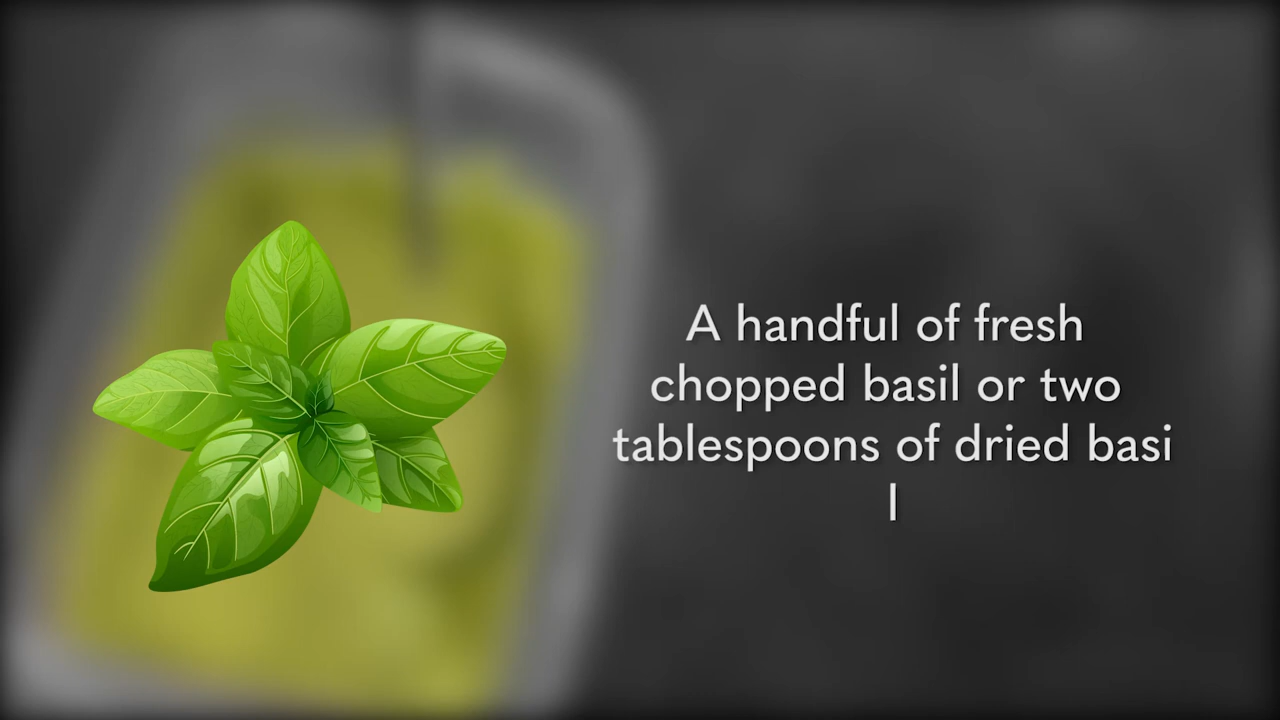 A handful of fresh
chopped basil or two
tablespoons of dried basi
l